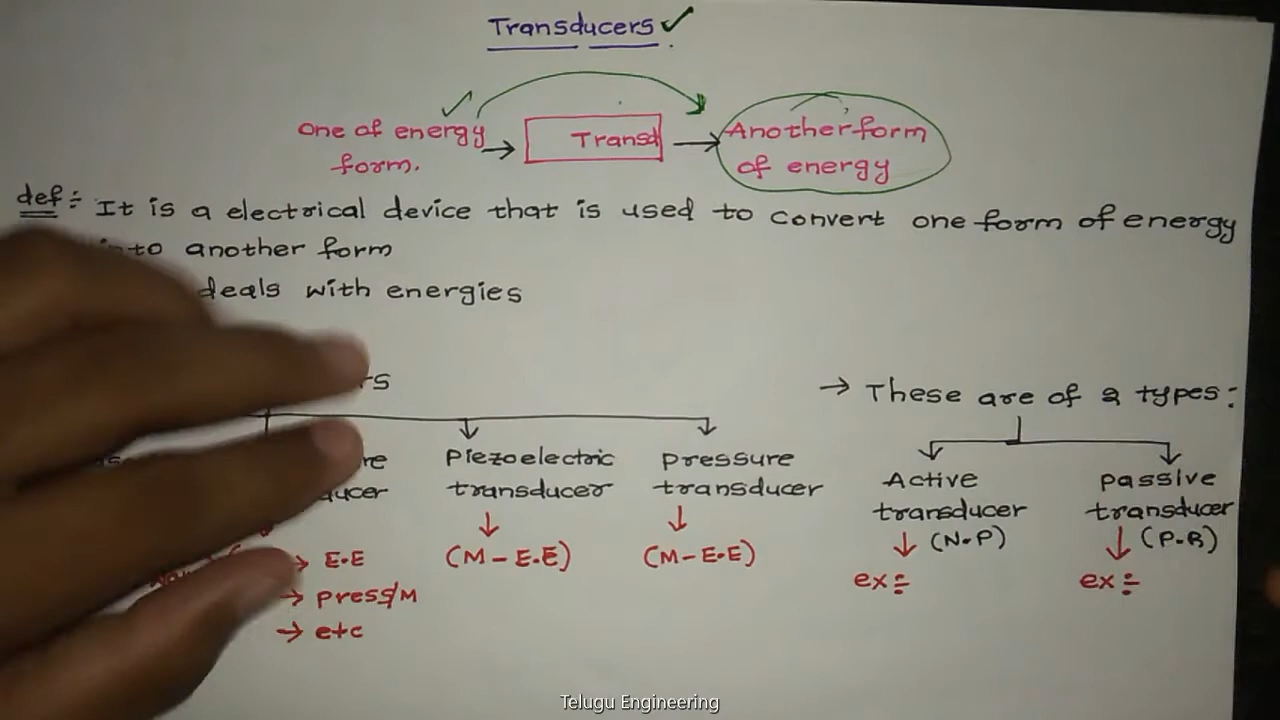 Transducers
One of energy
form.
Transd
Another form
of energy
def: It is a electrical device that is used to convert one form of energy
into another form
deals with energies
→ These are of 2 types:
Piezoelectric
transducer
(M-E.E)
pressure
transducer
(M-E.E)
Active
transducer
(N.P)
ex:
passive
transducer
(P.R)
ex:
→ E.E
→ press/M
→ etc
Telugu Engineering